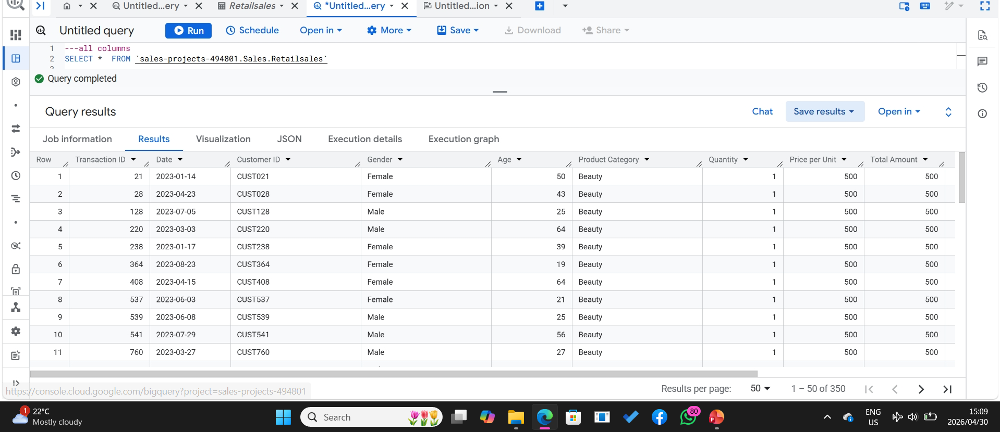 Untitled...ery
Retailsales
*Untitled...ery
Untitled...ion
Untitled query
Run
Schedule
Open in
More
Save
Download
Share
1 ---all columns
2 SELECT * FROM `sales-projects-494801.Sales.Retailsales`
3
Query completed
Query results
Chat
Save results
Open in
Job information
Results
Visualization
JSON
Execution details
Execution graph
Row Transaction ID Date Customer ID Gender Age Product Category Quantity Price per Unit Total Amount
1 21 2023-01-14 CUST021 Female 50 Beauty 1 500 500
2 28 2023-04-23 CUST028 Female 43 Beauty 1 500 500
3 128 2023-07-05 CUST128 Male 25 Beauty 1 500 500
4 220 2023-03-03 CUST220 Male 64 Beauty 1 500 500
5 238 2023-01-17 CUST238 Female 39 Beauty 1 500 500
6 364 2023-08-23 CUST364 Female 19 Beauty 1 500 500
7 408 2023-04-15 CUST408 Female 64 Beauty 1 500 500
8 537 2023-06-03 CUST537 Female 21 Beauty 1 500 500
9 539 2023-06-08 CUST539 Male 25 Beauty 1 500 500
10 541 2023-07-29 CUST541 Male 56 Beauty 1 500 500
11 760 2023-03-27 CUST760 Male 27 Beauty 1 500 500
https://console.cloud.google.com/bigquery?project=sales-projects-494801
Results per page: 50 1 – 50 of 350
1
22°C
Mostly cloudy
Search
80
P
ENG
US
15:09
2026/04/30